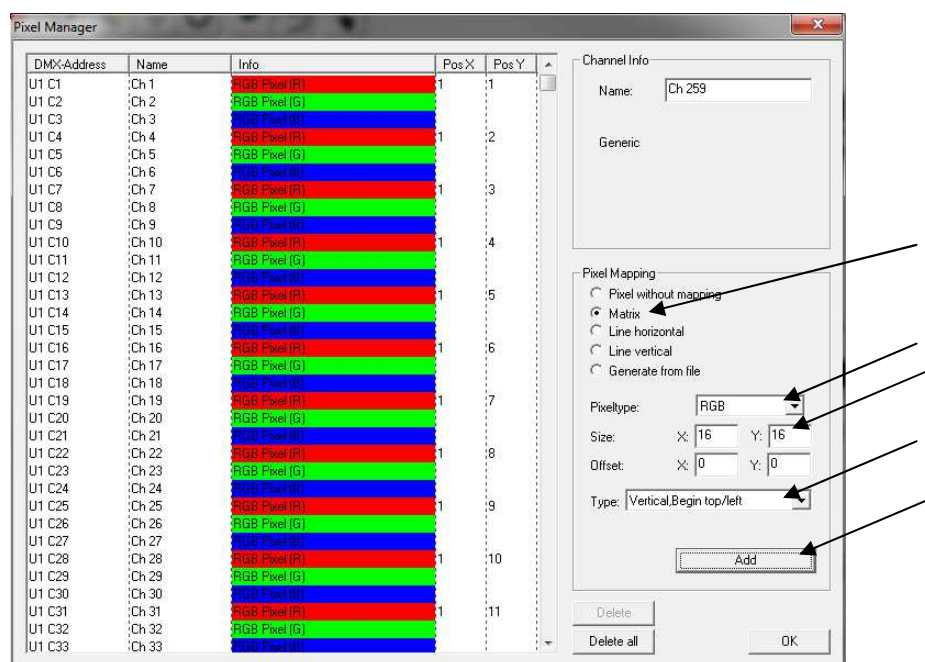 Pixel Manager
DMX-Address Name Info Pos X Pos Y
U1 C1 Ch 1 RGB Pixel (R) 1 1
U1 C2 Ch 2 RGB Pixel (G)
U1 C3 Ch 3 RGB Pixel (B)
U1 C4 Ch 4 RGB Pixel (R) 1 2
U1 C5 Ch 5 RGB Pixel (G)
U1 C6 Ch 6 RGB Pixel (B)
U1 C7 Ch 7 RGB Pixel (R) 1 3
U1 C8 Ch 8 RGB Pixel (G)
U1 C9 Ch 9 RGB Pixel (B)
U1 C10 Ch 10 RGB Pixel (R) 1 4
U1 C11 Ch 11 RGB Pixel (G)
U1 C12 Ch 12 RGB Pixel (B)
U1 C13 Ch 13 RGB Pixel (R) 1 5
U1 C14 Ch 14 RGB Pixel (G)
U1 C15 Ch 15 RGB Pixel (B)
U1 C16 Ch 16 RGB Pixel (R) 1 6
U1 C17 Ch 17 RGB Pixel (G)
U1 C18 Ch 18 RGB Pixel (B)
U1 C19 Ch 19 RGB Pixel (R) 1 7
U1 C20 Ch 20 RGB Pixel (G)
U1 C21 Ch 21 RGB Pixel (B)
U1 C22 Ch 22 RGB Pixel (R) 1 8
U1 C23 Ch 23 RGB Pixel (G)
U1 C24 Ch 24 RGB Pixel (B)
U1 C25 Ch 25 RGB Pixel (R) 1 9
U1 C26 Ch 26 RGB Pixel (G)
U1 C27 Ch 27 RGB Pixel (B)
U1 C28 Ch 28 RGB Pixel (R) 1 10
U1 C29 Ch 29 RGB Pixel (G)
U1 C30 Ch 30 RGB Pixel (B)
U1 C31 Ch 31 RGB Pixel (R) 1 11
U1 C32 Ch 32 RGB Pixel (G)
U1 C33 Ch 33 RGB Pixel (B)
Channel Info
Name: Ch 259
Generic
Pixel Mapping
Pixel without mapping
Matrix
Line horizontal
Line vertical
Generate from file
Pixeltype: RGB
Size: X: 16 Y: 16
Offset: X: 0 Y: 0
Type: Vertical,Begin top/left
Add
Delete
Delete all OK